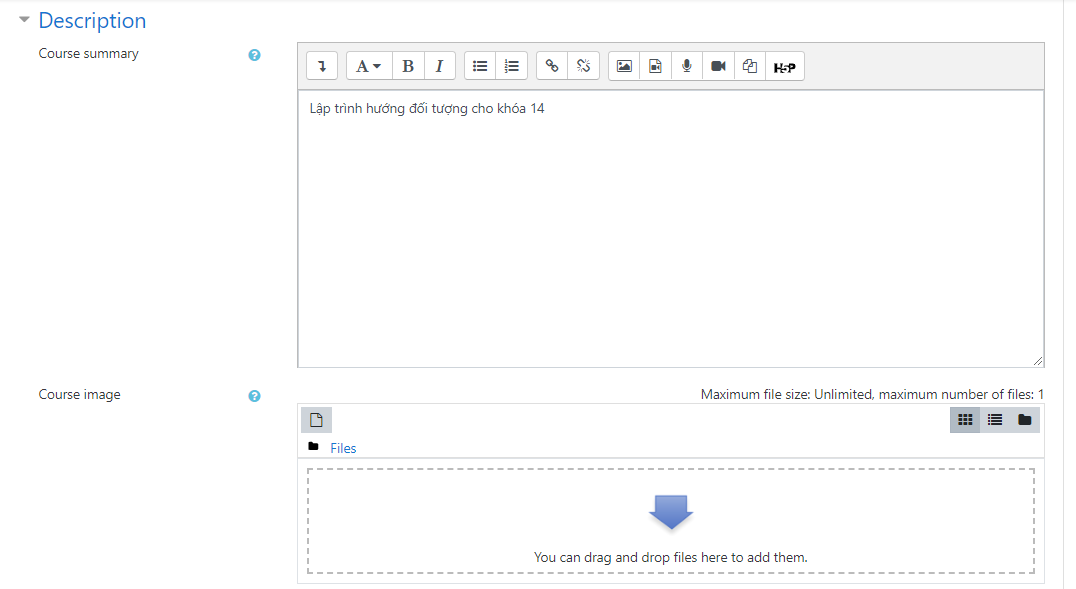 Description
Course summary
A B I
H5P
Lập trình hướng đối tượng cho khóa 14
Course image
Maximum file size: Unlimited, maximum number of files: 1
Files
You can drag and drop files here to add them.